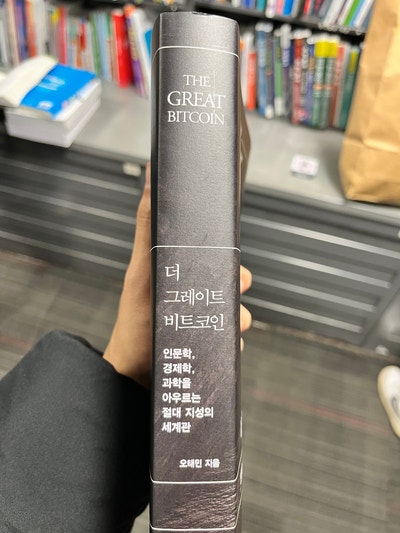 THE
GREAT
BITCOIN
더
그레이트
비트코인
인문학,
경제학,
과학을
아우르는
절대 지성의
세계관
오태민 지음